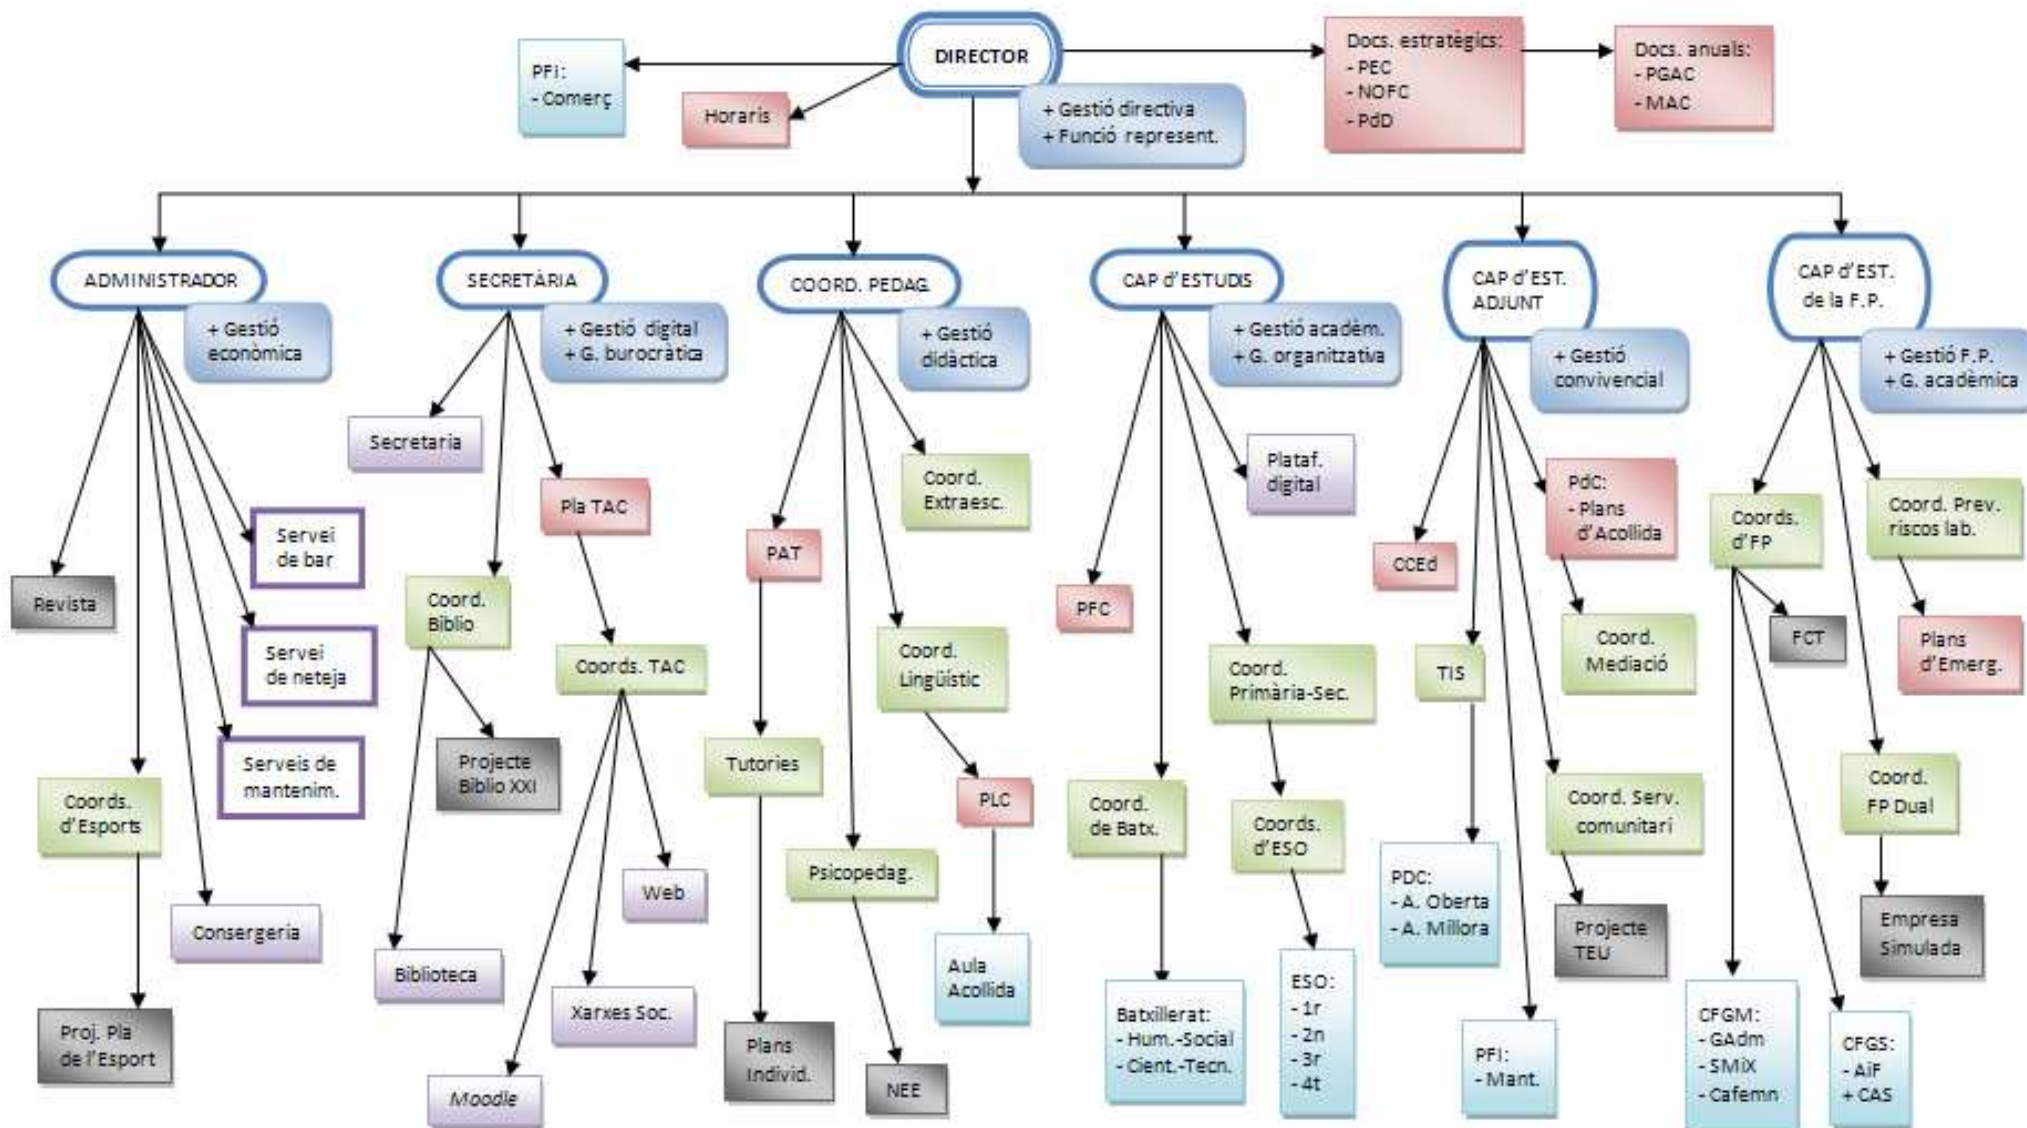 DIRECTOR
+ Gestió directiva
+ Funció represent.
PFI:
- Comerç
Horaris
Docs. estratègics:
- PEC
- NOFC
- PdD
Docs. anuals:
- PGAC
- MAC
ADMINISTRADOR
+ Gestió
econòmica
SECRETÀRIA
+ Gestió digital
+ G. burocràtica
COORD. PEDAG.
+ Gestió
didàctica
CAP d'ESTUDIS
+ Gestió acadèm.
+ G. organitzativa
CAP d'EST.
ADJUNT
+ Gestió
convivencial
CAP d'EST.
de la F.P.
+ Gestió F.P.
+ G. acadèmica
Revista
Servei
de bar
Servei
de neteja
Serveis de
mantenim.
Coords.
d'Esports
Consergeria
Proj. Pla
de l'Esport
Secretaria
Pla TAC
Coord.
Biblio
Coords. TAC
Projecte
Biblio XXI
Web
Biblioteca
Xarxes Soc.
Moodle
Coord.
Extraesc.
PAT
Coord.
Lingüístic
Tutories
PLC
Psicopedag.
Aula
Acollida
Plans
Individ.
NEE
Plataf.
digital
PFC
Coord.
Primària-Sec.
Coord.
de Batx.
Coords.
d'ESO
Batxillerat:
- Hum.-Social
- Cient.-Tecn.
ESO:
- 1r
- 2n
- 3r
- 4t
CCEd
PdC:
- Plans
d'Acollida
TIS
Coord.
Mediació
Coord. Serv.
comunitari
PDC:
- A. Oberta
- A. Millora
Projecte
TEU
PFI:
- Mant.
Coords.
d'FP
Coord. Prev.
riscos lab.
FCT
Plans
d'Emerg.
Coord.
FP Dual
Empresa
Simulada
CFGM:
- GAdm
- SMiX
- Cafemn
CFGS:
- AiF
+ CAS